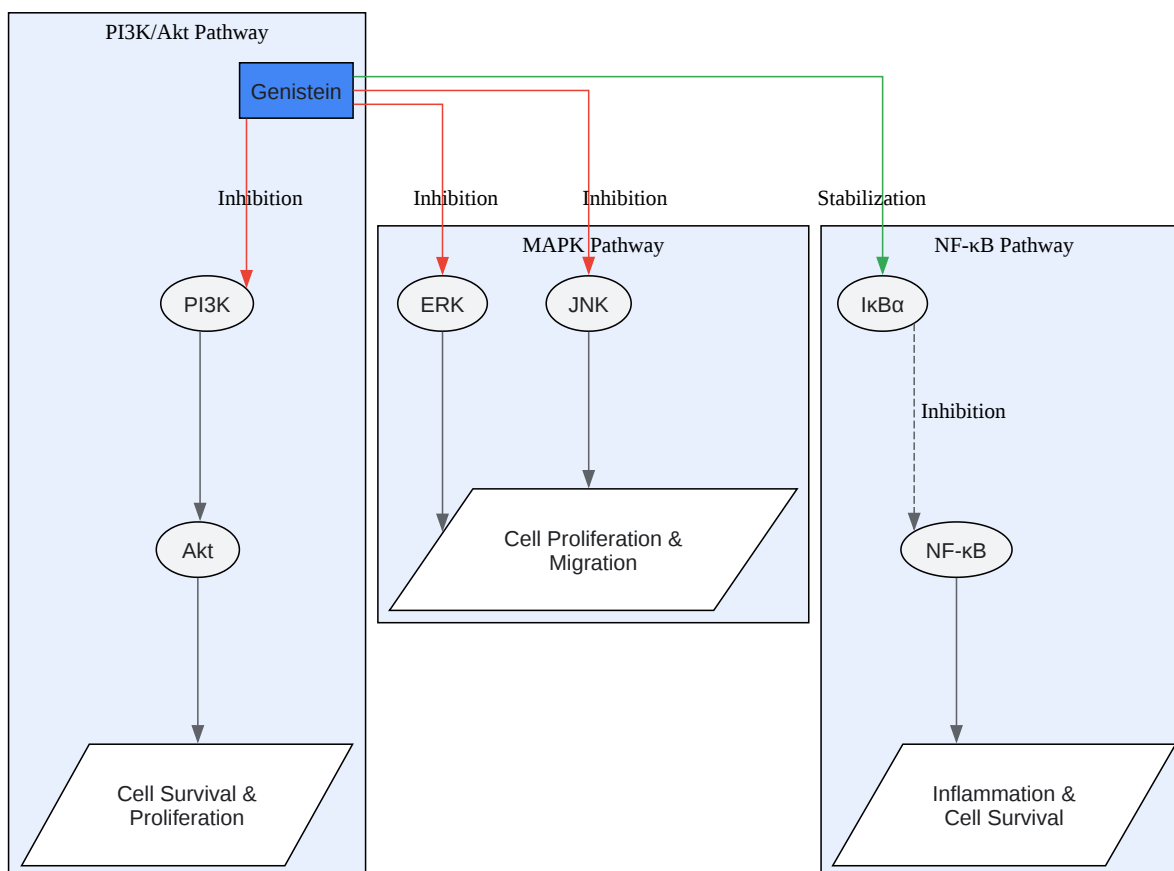 PI3K/Akt Pathway
Genistein
Inhibition
Inhibition
Inhibition
Stabilization
MAPK Pathway
NF-κB Pathway
PI3K
ERK
JNK
IκBα
Inhibition
Akt
Cell Proliferation &
Migration
NF-κB
Cell Survival &
Proliferation
Inflammation &
Cell Survival